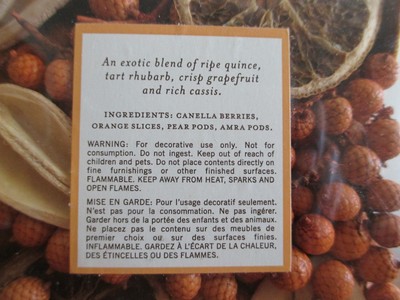 An exotic blend of ripe quince,
tart rhubarb, crisp grapefruit
and rich cassis.
INGREDIENTS: CANELLA BERRIES,
ORANGE SLICES, PEAR PODS, AMRA PODS.
WARNING: For decorative use only. Not for
consumption. Do not ingest. Keep out of reach of
children and pets. Do not place contents directly on
fine furnishings or other finished surfaces.
FLAMMABLE. KEEP AWAY FROM HEAT, SPARKS AND
OPEN FLAMES.
MISE EN GARDE: Pour l'usage decoratif seulement.
N'est pas pour la consommation. Ne pas ingérer.
Garder hors de la portée des enfants et des animaux.
Ne placez pas le contenu sur des meubles de
premier choix ou sur des surfaces finies.
INFLAMMABLE. GARDEZ À L'ÉCART DE LA CHALEUR,
DES ÉTINCELLES OU DES FLAMMES.